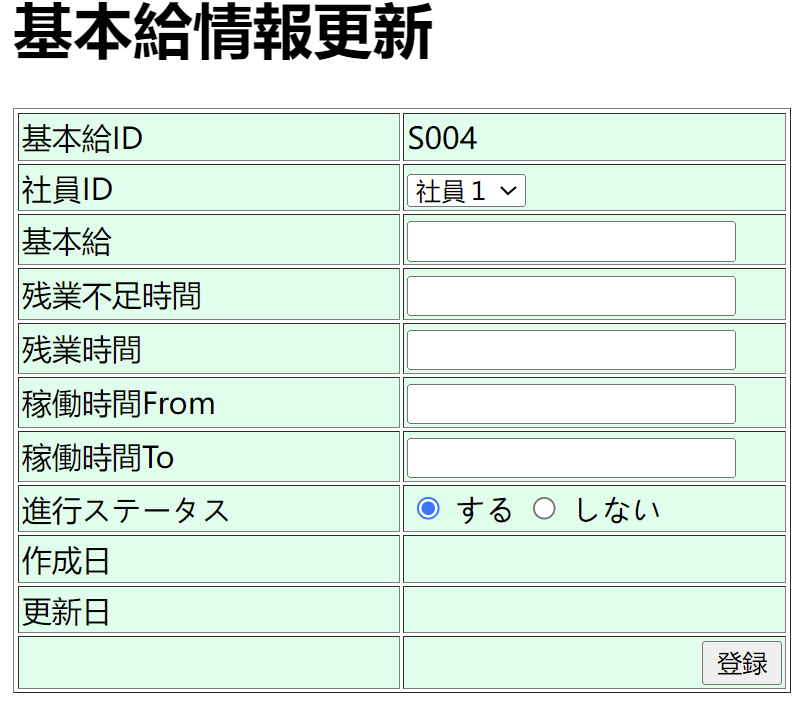 基本給情報更新
基本給ID S004
社員ID 社員１
基本給
残業不足時間
残業時間
稼働時間From
稼働時間To
進行ステータス する しない
作成日
更新日
登録